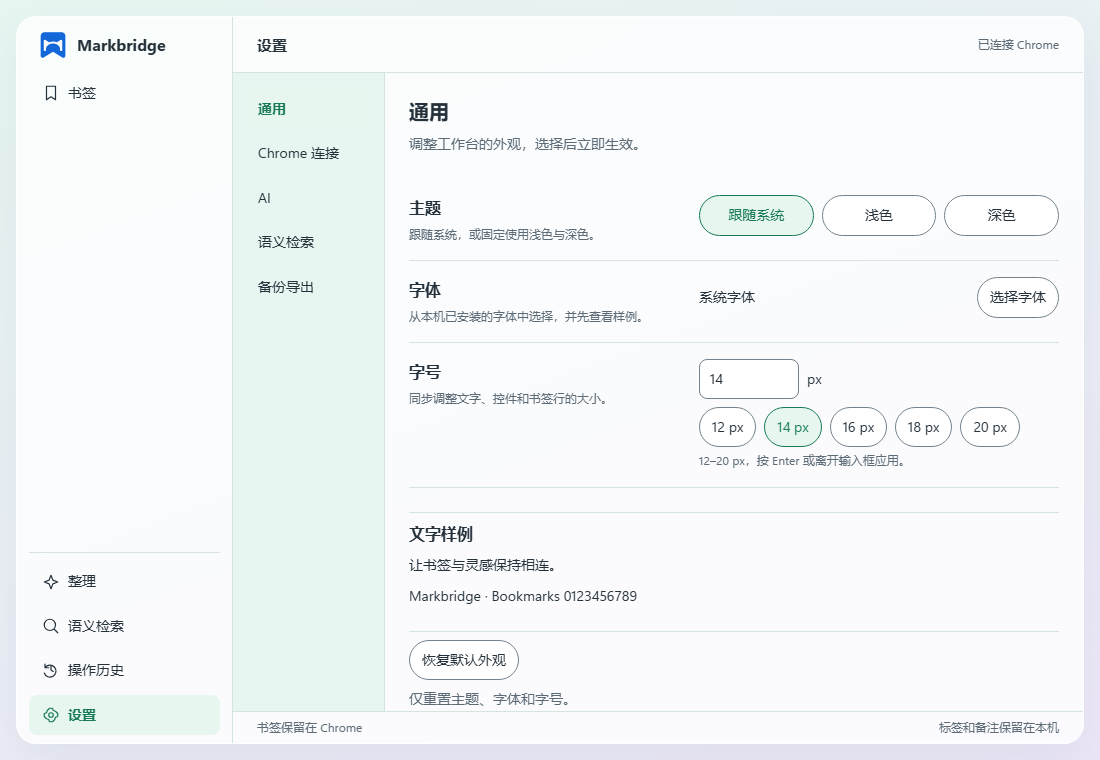 Markbridge
书签
整理
语义检索
操作历史
设置
设置
已连接 Chrome
通用
Chrome 连接
AI
语义检索
备份导出
通用
调整工作台的外观，选择后立即生效。
主题
跟随系统，或固定使用浅色与深色。
跟随系统
浅色
深色
字体
从本机已安装的字体中选择，并先查看样例。
系统字体
选择字体
字号
同步调整文字、控件和书签行的大小。
14
px
12 px
14 px
16 px
18 px
20 px
12–20 px，按 Enter 或离开输入框应用。
文字样例
让书签与灵感保持相连。
Markbridge · Bookmarks 0123456789
恢复默认外观
仅重置主题、字体和字号。
书签保留在 Chrome
标签和备注保留在本机